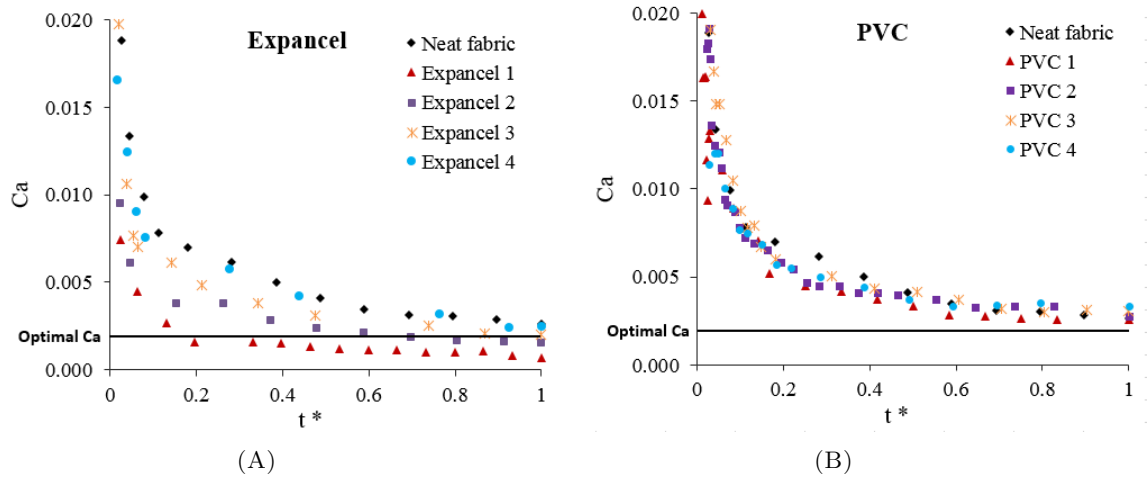 Expancel
Ca
0.020
0.015
0.010
0.005
0.000
Optimal Ca
0
0.2
0.4
0.6
0.8
1
t *
Neat fabric
Expancel 1
Expancel 2
Expancel 3
Expancel 4
(A)
PVC
Ca
0.020
0.015
0.010
0.005
0.000
Optimal Ca
0
0.2
0.4
0.6
0.8
1
t *
Neat fabric
PVC 1
PVC 2
PVC 3
PVC 4
(B)